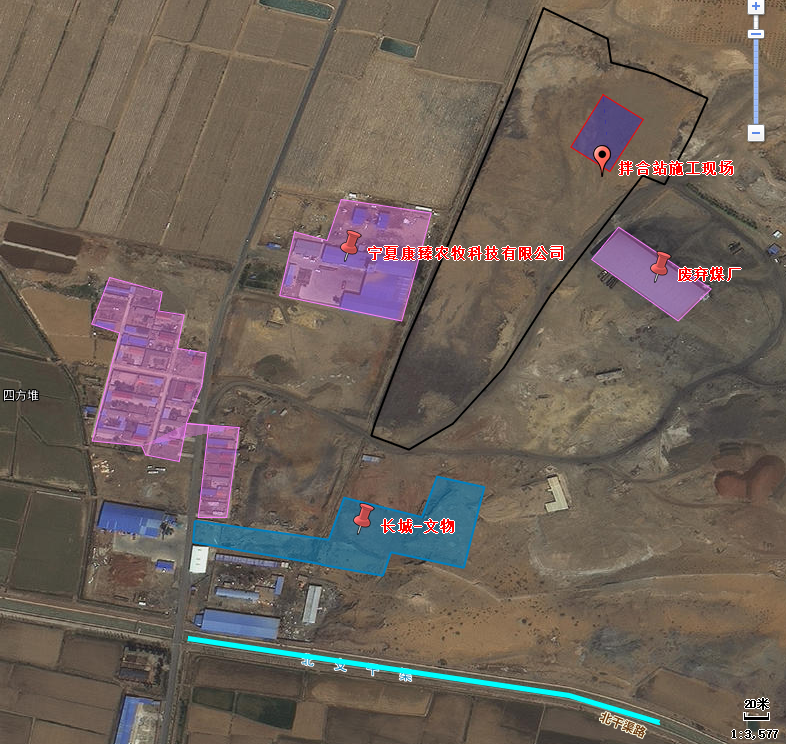 拌合站施工现场
宁夏康臻农牧科技有限公司
废弃煤厂
四方堆
长城-文物
北支干渠
北干渠路
20米
1:3,577